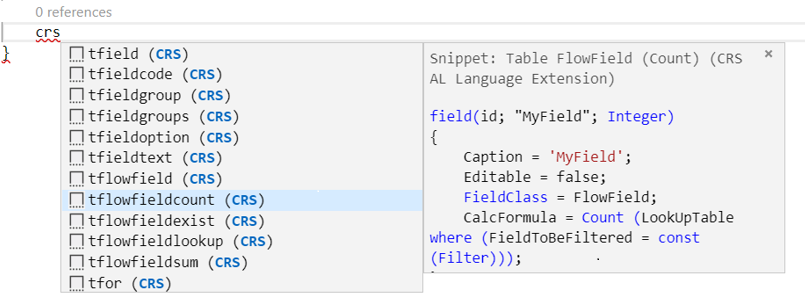 0 references
crs
}
tfield (CRS)
tfieldcode (CRS)
tfieldgroup (CRS)
tfieldgroups (CRS)
tfieldoption (CRS)
tfieldtext (CRS)
tflowfield (CRS)
tflowfieldcount (CRS)
tflowfieldexist (CRS)
tflowfieldlookup (CRS)
tflowfieldsum (CRS)
tfor (CRS)
Snippet: Table FlowField (Count) (CRS
AL Language Extension)
×
field(id; "MyField"; Integer)
{
Caption = 'MyField';
Editable = false;
FieldClass = FlowField;
CalcFormula = Count (LookUpTable
where (FieldToBeFiltered = const
(Filter)));